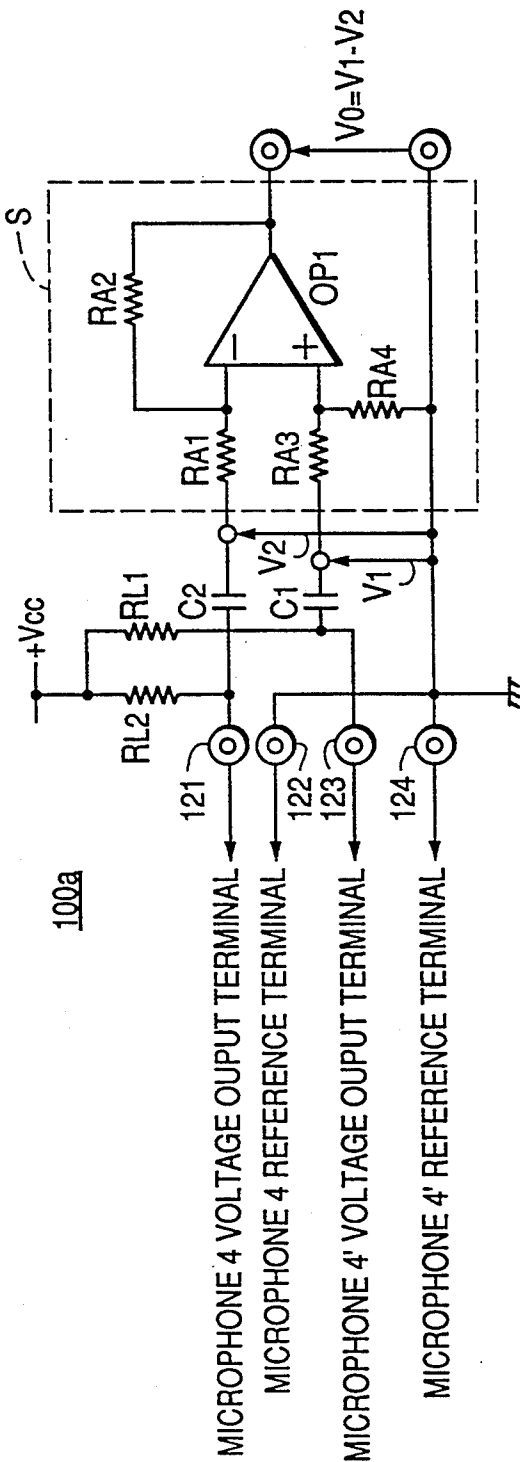 100a
+Vcc
S
RL2
RL1
RA2
C2
RA1
OP1
C1
RA3
RA4
V2
V1
V0=V1-V2
121
122
123
124
MICROPHONE 4 VOLTAGE OUPUT TERMINAL
MICROPHONE 4 REFERENCE TERMINAL
MICROPHONE 4' VOLTAGE OUPUT TERMINAL
MICROPHONE 4' REFERENCE TERMINAL